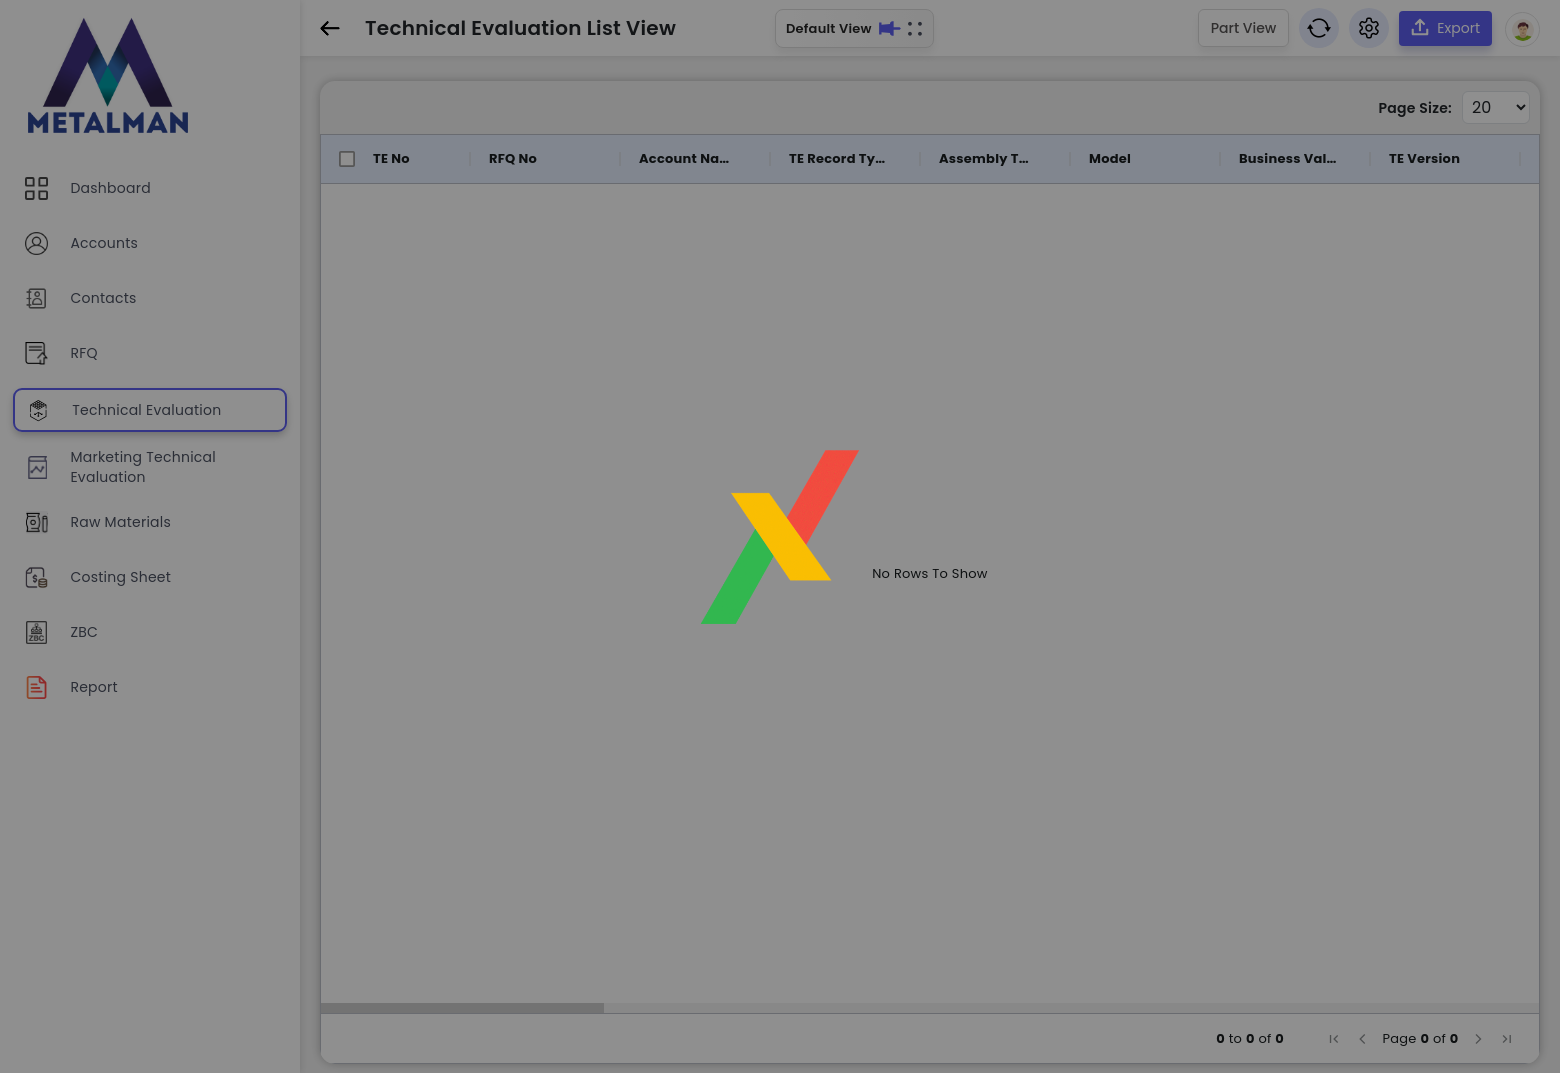 METALMAN
Technical Evaluation List View
Default View
Part View
Export
Dashboard
Accounts
Contacts
RFQ
Technical Evaluation
Marketing Technical
Evaluation
Raw Materials
Costing Sheet
ZBC
Report
Page Size: 20
TE No RFQ No Account Na... TE Record Ty... Assembly T... Model Business Val... TE Version
No Rows To Show
0 to 0 of 0 Page 0 of 0